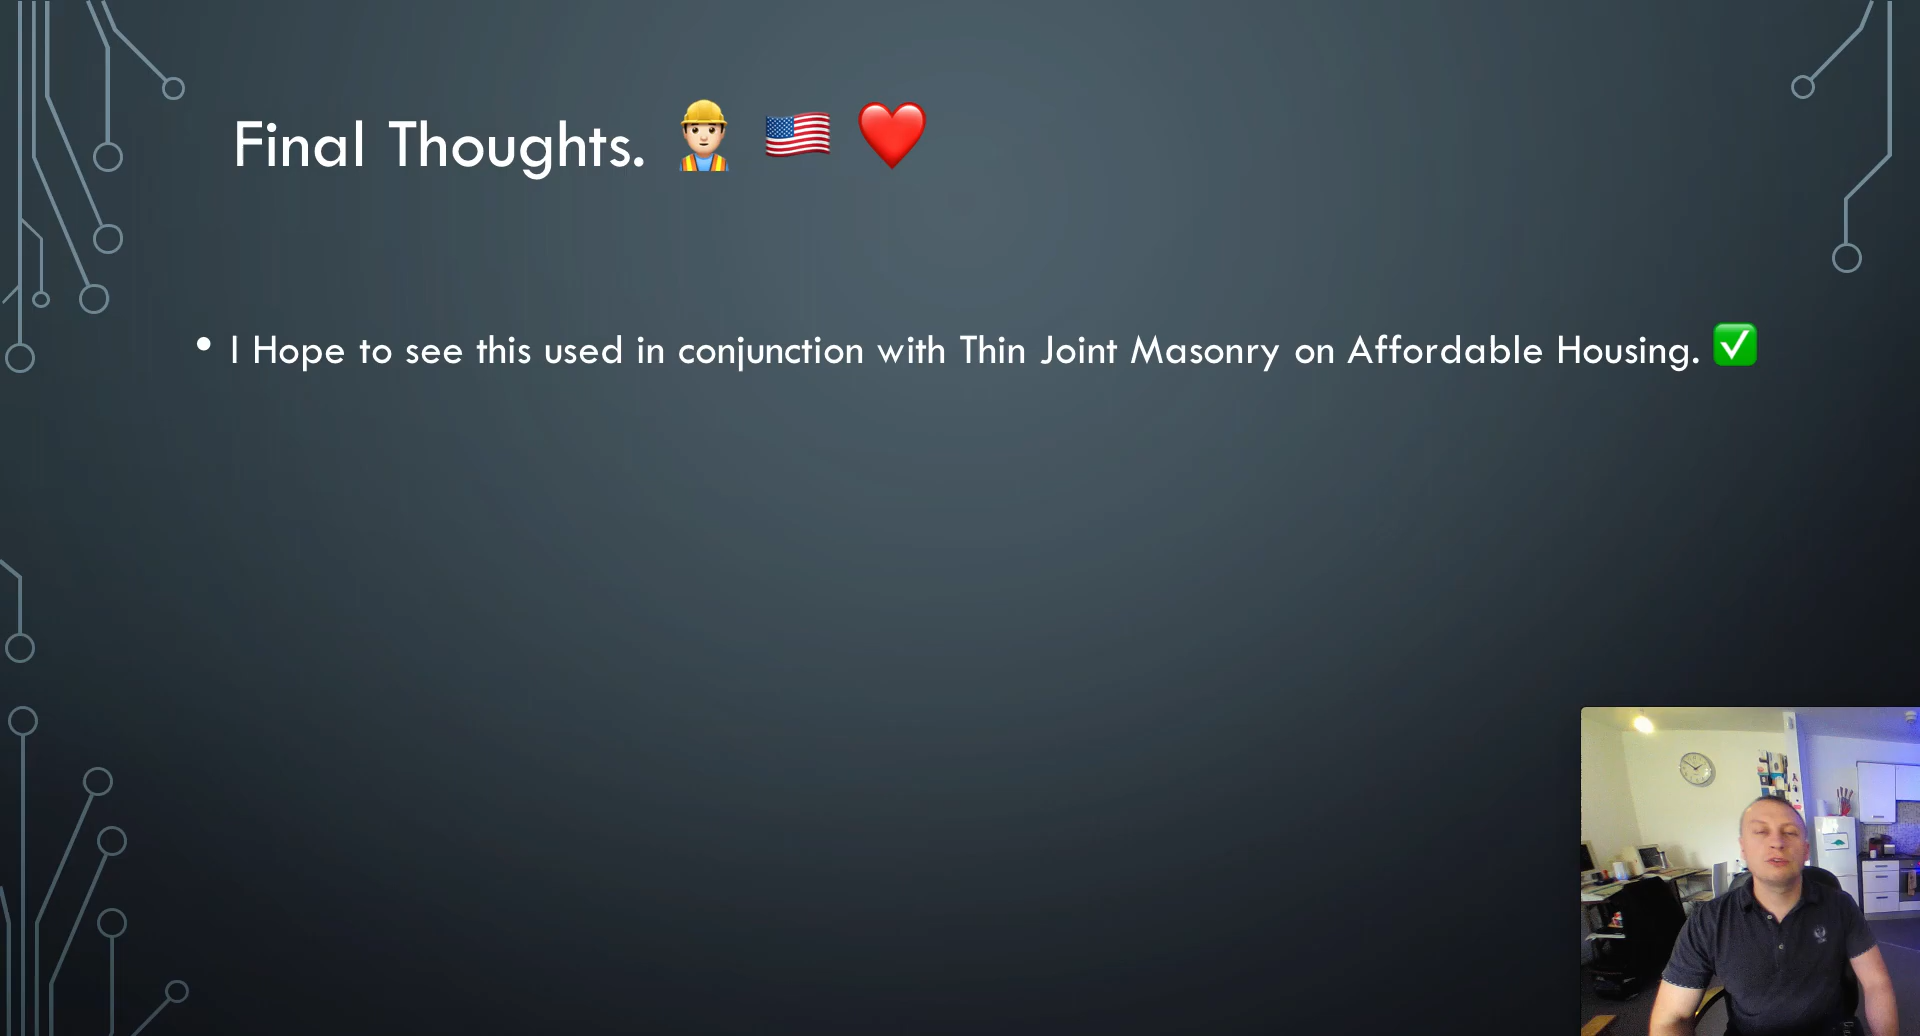 Final Thoughts. 👷🏻‍♂️ 🇺🇸 ❤️
• I Hope to see this used in conjunction with Thin Joint Masonry on Affordable Housing. ✅